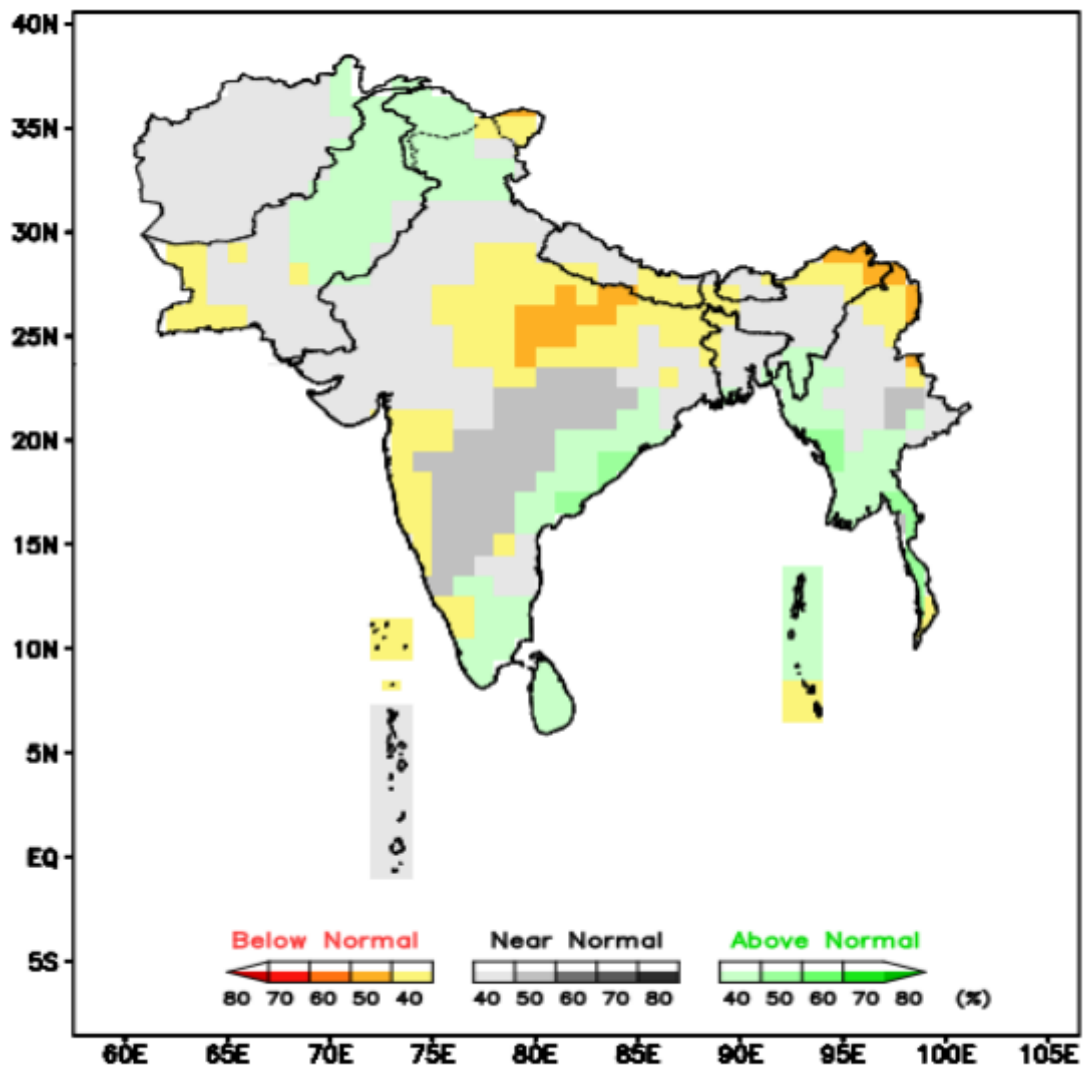 40N
35N
30N
25N
20N
15N
10N
5N
EQ
5S
Below Normal Near Normal Above Normal
80 70 60 50 40 40 50 60 70 80 40 50 60 70 80 (%)
60E 65E 70E 75E 80E 85E 90E 95E 100E 105E